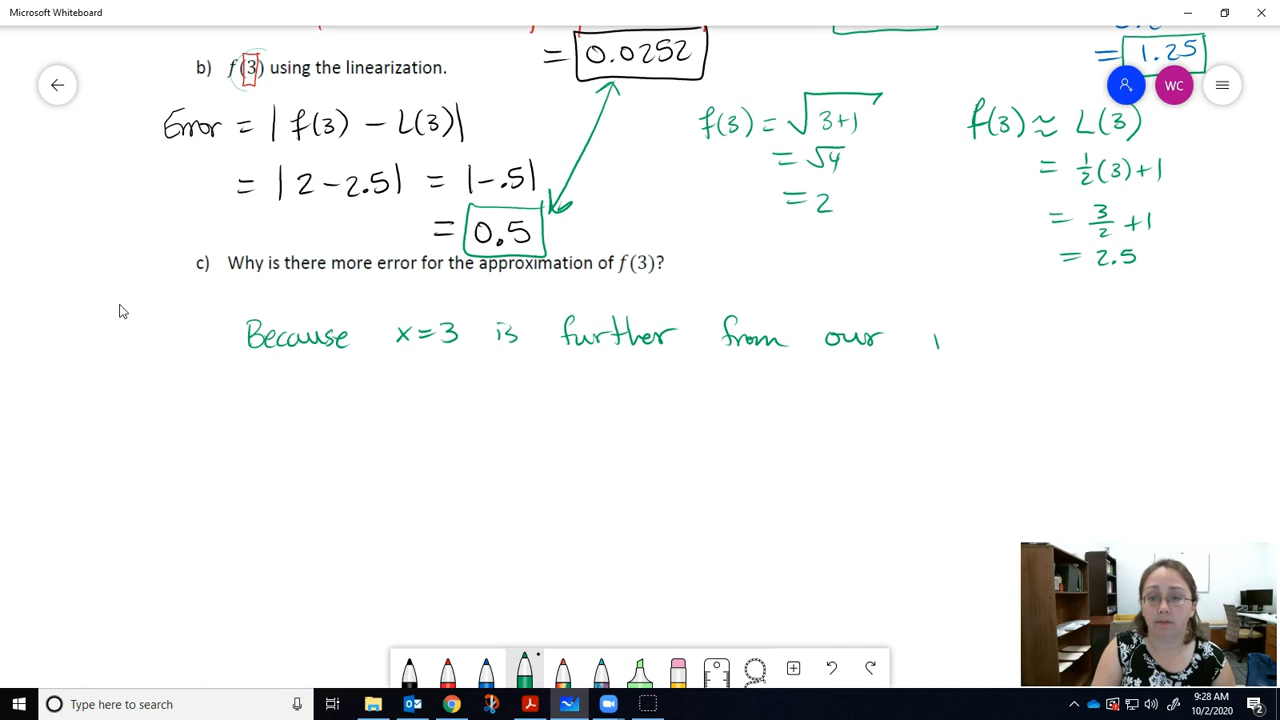 Microsoft Whiteboard
= 0.0252
= 1.25
b) f(3) using the linearization.
WC
Error = | f(3) − L(3)|
= | 2 − 2.5| = |−.5|
= 0.5
f(3) = √3+1
= √4
= 2
f(3) ≈ L(3)
= 1/2 (3) + 1
= 3/2 + 1
= 2.5
c) Why is there more error for the approximation of f(3)?
Because x=3 is further from our
Type here to search
9:28 AM
10/2/2020
2